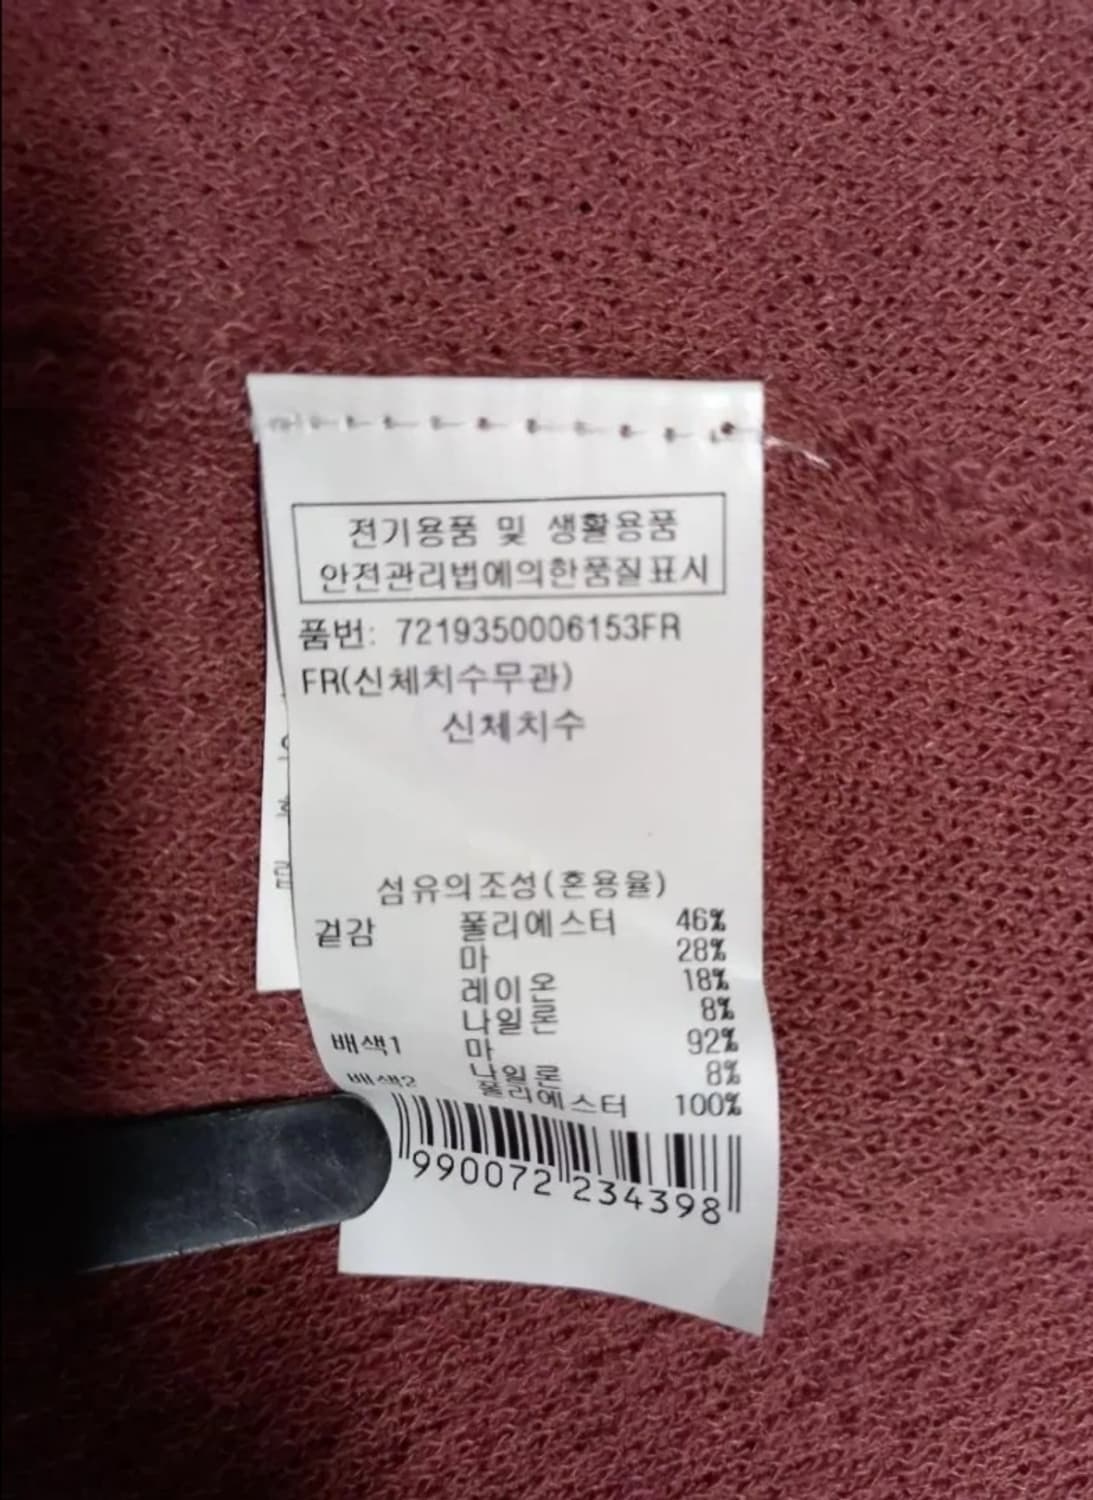 전기용품 및 생활용품
안전관리법에의한품질표시
품번: 7219350006153FR
FR(신체치수무관)
신체치수
섬유의조성(혼용율)
겉감 폴리에스터 46%
마 28%
레이온 18%
나일론 8%
배색1 마 92%
나일론 8%
배색2 폴리에스터 100%
990072 234398